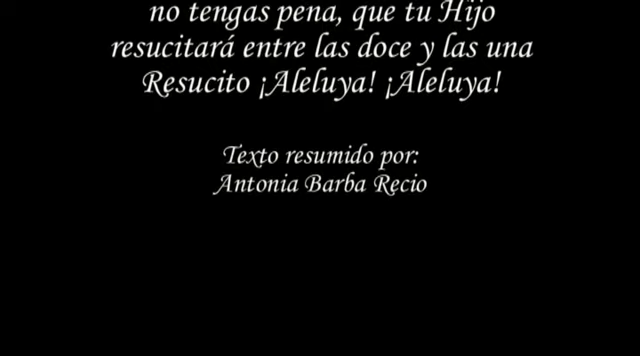 no tengas pena, que tu Hijo
resucitará entre las doce y las una
Resucito ¡Aleluya! ¡Aleluya!
Texto resumido por:
Antonia Barba Recio